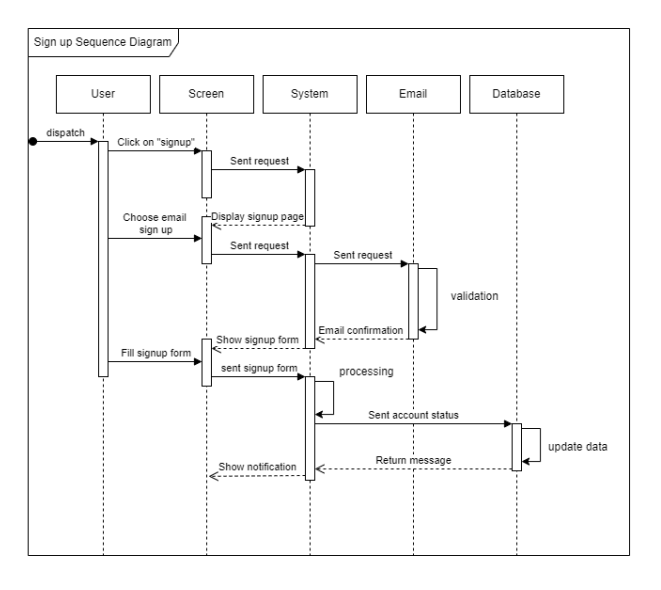 Sign up Sequence Diagram
User
Screen
System
Email
Database
dispatch
Click on "signup"
Sent request
Choose email
sign up
Display signup page
Sent request
Sent request
validation
Email confirmation
Show signup form
Fill signup form
sent signup form
processing
Sent account status
update data
Return message
Show notification